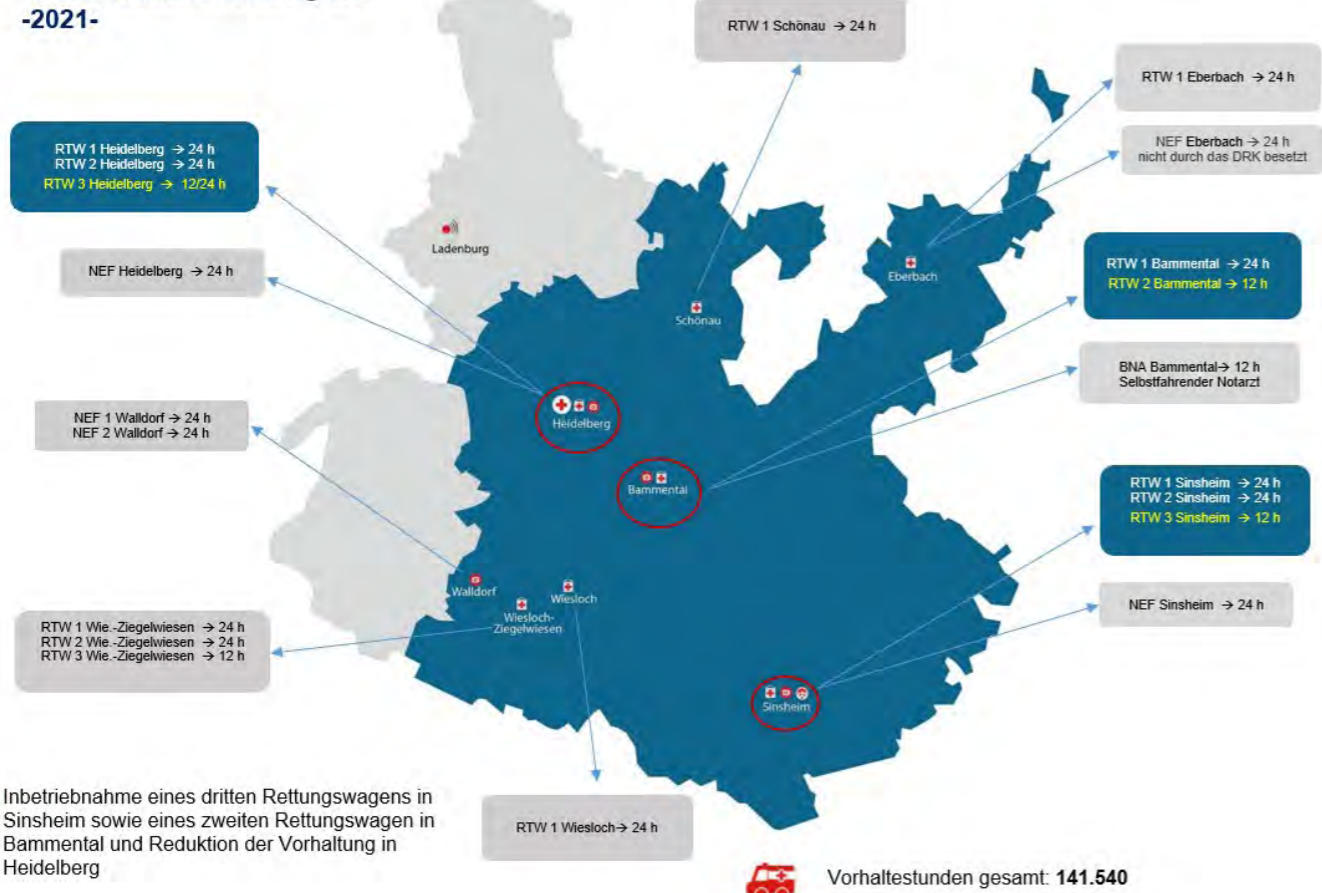 -2021-
RTW 1 Schönau → 24 h
RTW 1 Eberbach → 24 h
NEF Eberbach → 24 h
nicht durch das DRK besetzt
RTW 1 Heidelberg → 24 h
RTW 2 Heidelberg → 24 h
RTW 3 Heidelberg → 12/24 h
Ladenburg
NEF Heidelberg → 24 h
Eberbach
RTW 1 Bammental → 24 h
RTW 2 Bammental → 12 h
Schönau
BNA Bammental→ 12 h
Selbstfahrender Notarzt
NEF 1 Walldorf → 24 h
NEF 2 Walldorf → 24 h
Heidelberg
Bammental
RTW 1 Sinsheim → 24 h
RTW 2 Sinsheim → 24 h
RTW 3 Sinsheim → 12 h
Walldorf
Wiesloch-
Ziegelwiesen
Wiesloch
NEF Sinsheim → 24 h
RTW 1 Wie.-Ziegelwiesen → 24 h
RTW 2 Wie.-Ziegelwiesen → 24 h
RTW 3 Wie.-Ziegelwiesen → 12 h
Sinsheim
Inbetriebnahme eines dritten Rettungswagens in
Sinsheim sowie eines zweiten Rettungswagen in
Bammental und Reduktion der Vorhaltung in
Heidelberg
RTW 1 Wiesloch→ 24 h
Vorhaltestunden gesamt: 141.540